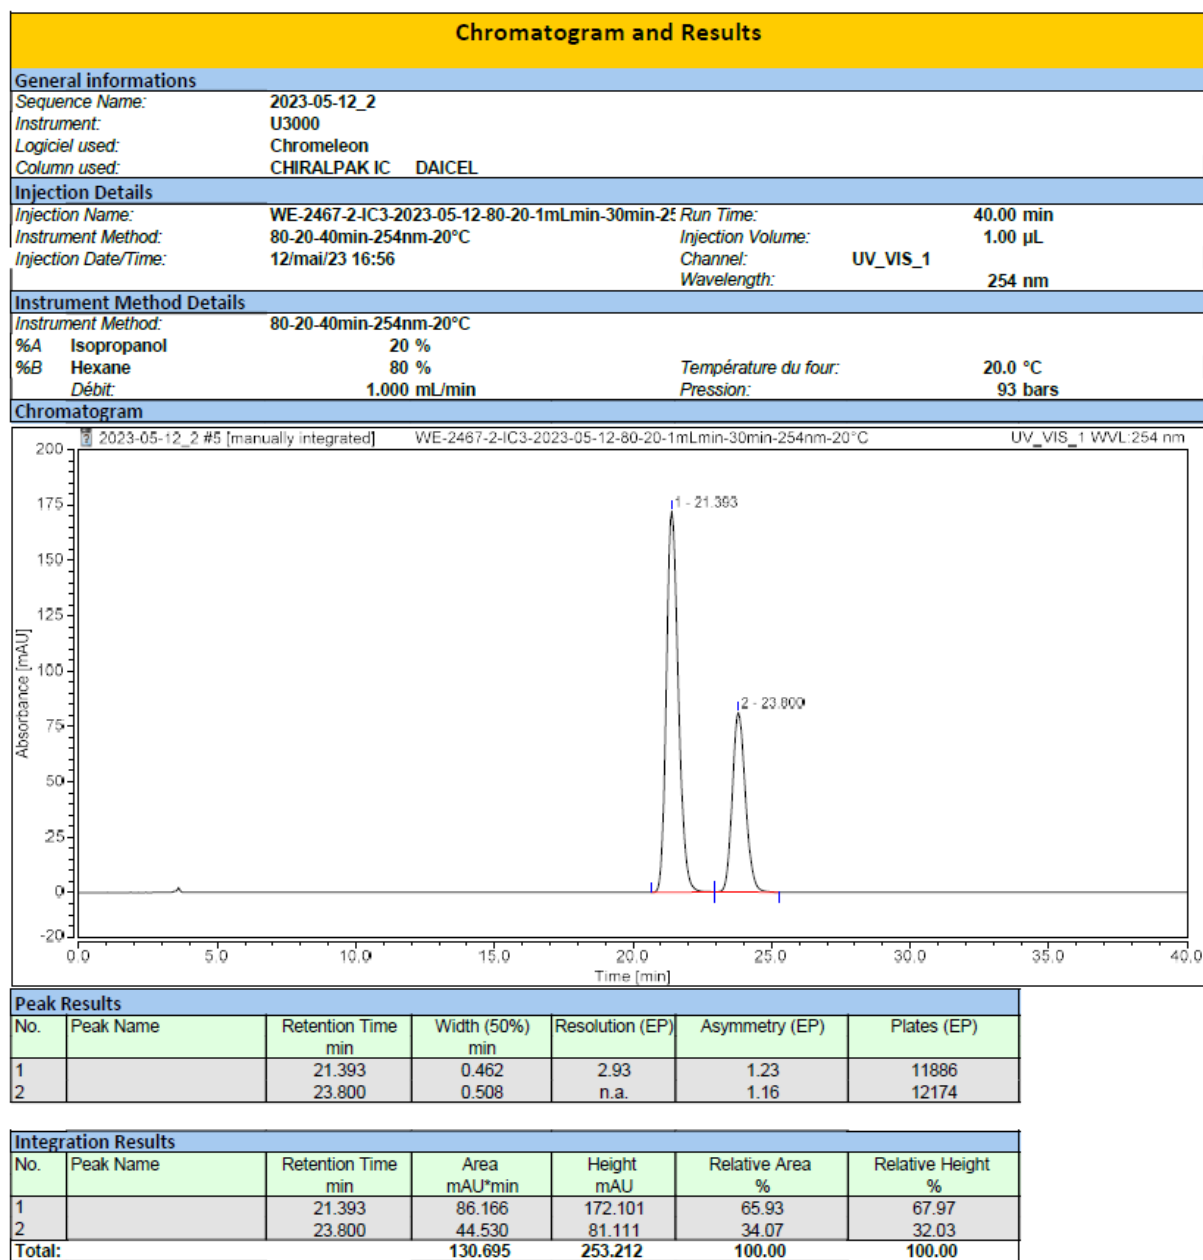 Chromatogram and Results
General informations
Sequence Name: 2023-05-12_2
Instrument: U3000
Logiciel used: Chromeleon
Column used: CHIRALPAK IC DAICEL
Injection Details
Injection Name: WE-2467-2-IC3-2023-05-12-80-20-1mLmin-30min-25 Run Time: 40.00 min
Instrument Method: 80-20-40min-254nm-20°C Injection Volume: 1.00 µL
Injection Date/Time: 12/mai/23 16:56 Channel: UV_VIS_1
Wavelength: 254 nm
Instrument Method Details
Instrument Method: 80-20-40min-254nm-20°C
%A Isopropanol 20 %
%B Hexane 80 % Température du four: 20.0 °C
Débit: 1.000 mL/min Pression: 93 bars
Chromatogram
2023-05-12_2 #5 [manually integrated] WE-2467-2-IC3-2023-05-12-80-20-1mLmin-30min-254nm-20°C UV_VIS_1 WVL:254 nm
200
175
150
125
100
75
50
25
0
-20
Absorbance [mAU]
1 - 21.393
2 - 23.800
0.0 5.0 10.0 15.0 20.0 25.0 30.0 35.0 40.0
Time [min]
Peak Results
No. Peak Name Retention Time Width (50%) Resolution (EP) Asymmetry (EP) Plates (EP)
min min
1 21.393 0.462 2.93 1.23 11886
2 23.800 0.508 n.a. 1.16 12174
Integration Results
No. Peak Name Retention Time Area Height Relative Area Relative Height
min mAU*min mAU % %
1 21.393 86.166 172.101 65.93 67.97
2 23.800 44.530 81.111 34.07 32.03
Total: 130.695 253.212 100.00 100.00